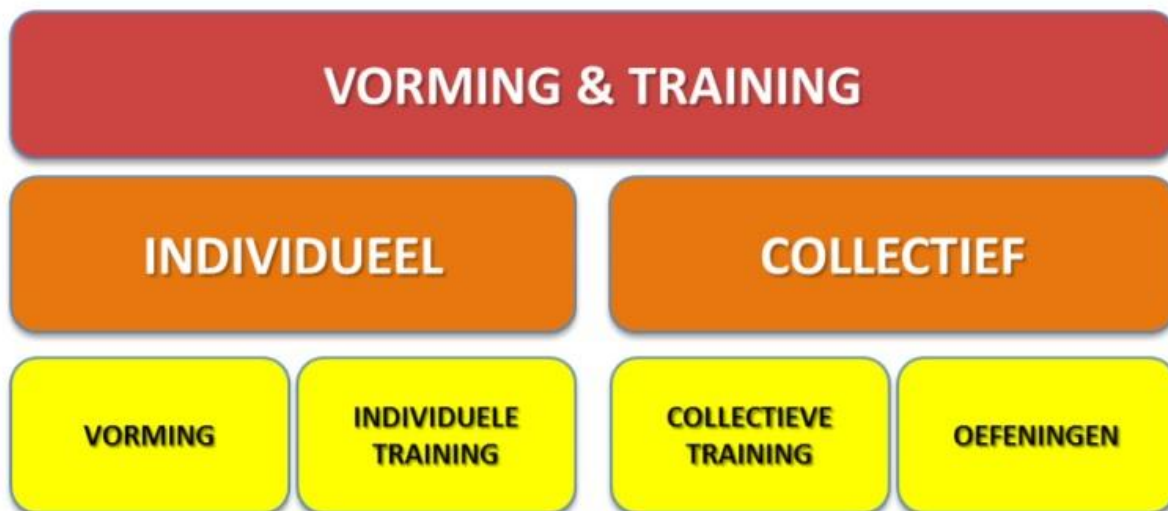 VORMING & TRAINING
INDIVIDUEEL
COLLECTIEF
VORMING
INDIVIDUELE
TRAINING
COLLECTIEVE
TRAINING
OEFENINGEN